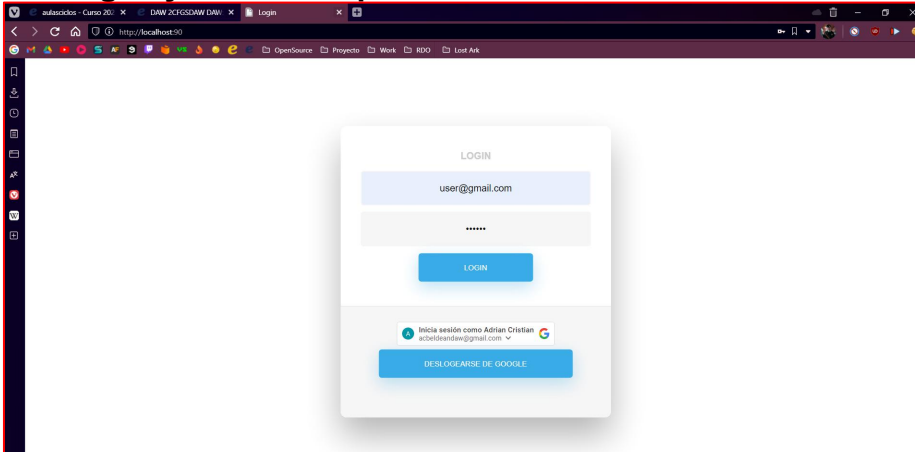 aulasciclos - Curso 202
DAW 2CFGSDAW DAW
Login
http://localhost:90
OpenSource
Proyecto
Work
RDO
Lost Ark
LOGIN
user@gmail.com
••••••
LOGIN
Inicia sesión como Adrian Cristian
acbeldeandaw@gmail.com
DESLOGEARSE DE GOOGLE